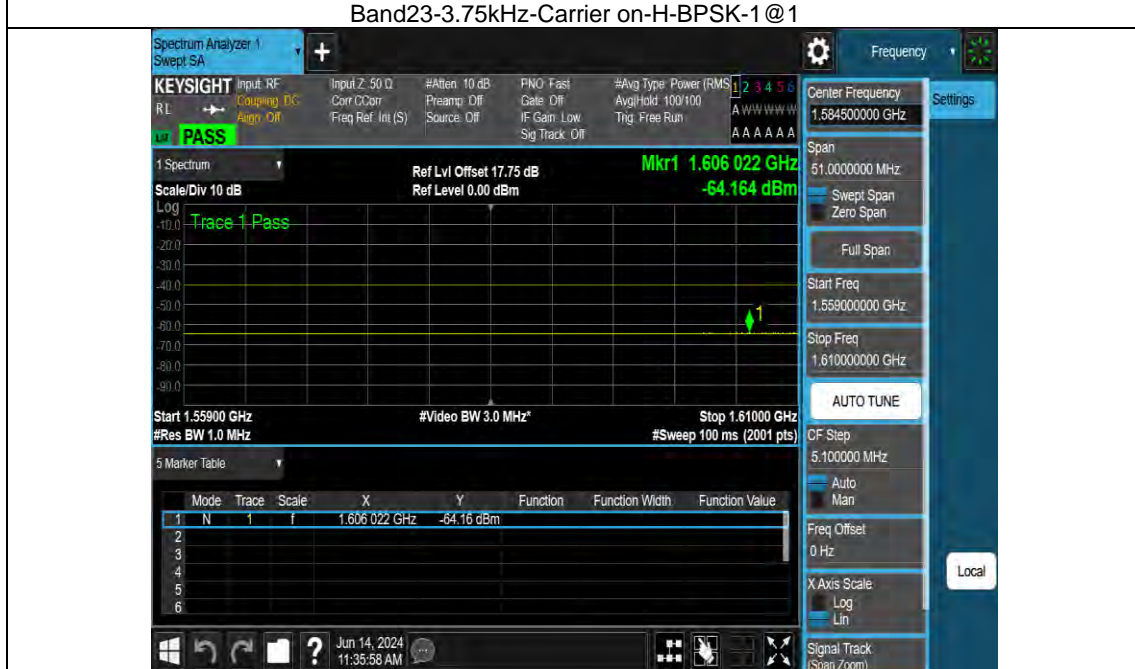 Band23-3.75kHz-Carrier on-H-BPSK-1@1
Spectrum Analyzer 1
Swept SA
+
Frequency
KEYSIGHT
RL
PASS
Input: RF
Coupling: DC
Align: Off
Input Z: 50 Ω
Corr CCorr
Freq Ref: Int (S)
#Atten: 10 dB
Preamp: Off
Source: Off
PNO: Fast
Gate: Off
IF Gain: Low
Sig Track: Off
#Avg Type: Power (RMS
Avg|Hold: 100/100
Trig: Free Run
1 2 3 4 5 6
A W W W W W
A A A A A A
1 Spectrum
Scale/Div 10 dB
Ref Lvl Offset 17.75 dB
Ref Level 0.00 dBm
Mkr1 1.606 022 GHz
-64.164 dBm
Log
Trace 1 Pass
-10.0
-20.0
-30.0
-40.0
-50.0
-60.0
-70.0
-80.0
-90.0
1
Start 1.55900 GHz
#Res BW 1.0 MHz
#Video BW 3.0 MHz*
Stop 1.61000 GHz
#Sweep 100 ms (2001 pts)
5 Marker Table
Mode Trace Scale X Y Function Function Width Function Value
1 N 1 f 1.606 022 GHz -64.16 dBm
2
3
4
5
6
?
Jun 14, 2024
11:35:58 AM
Center Frequency
1.584500000 GHz
Settings
Span
51.0000000 MHz
Swept Span
Zero Span
Full Span
Start Freq
1.559000000 GHz
Stop Freq
1.610000000 GHz
AUTO TUNE
CF Step
5.100000 MHz
Auto
Man
Freq Offset
0 Hz
X Axis Scale
Log
Lin
Local
Signal Track
(Span Zoom)